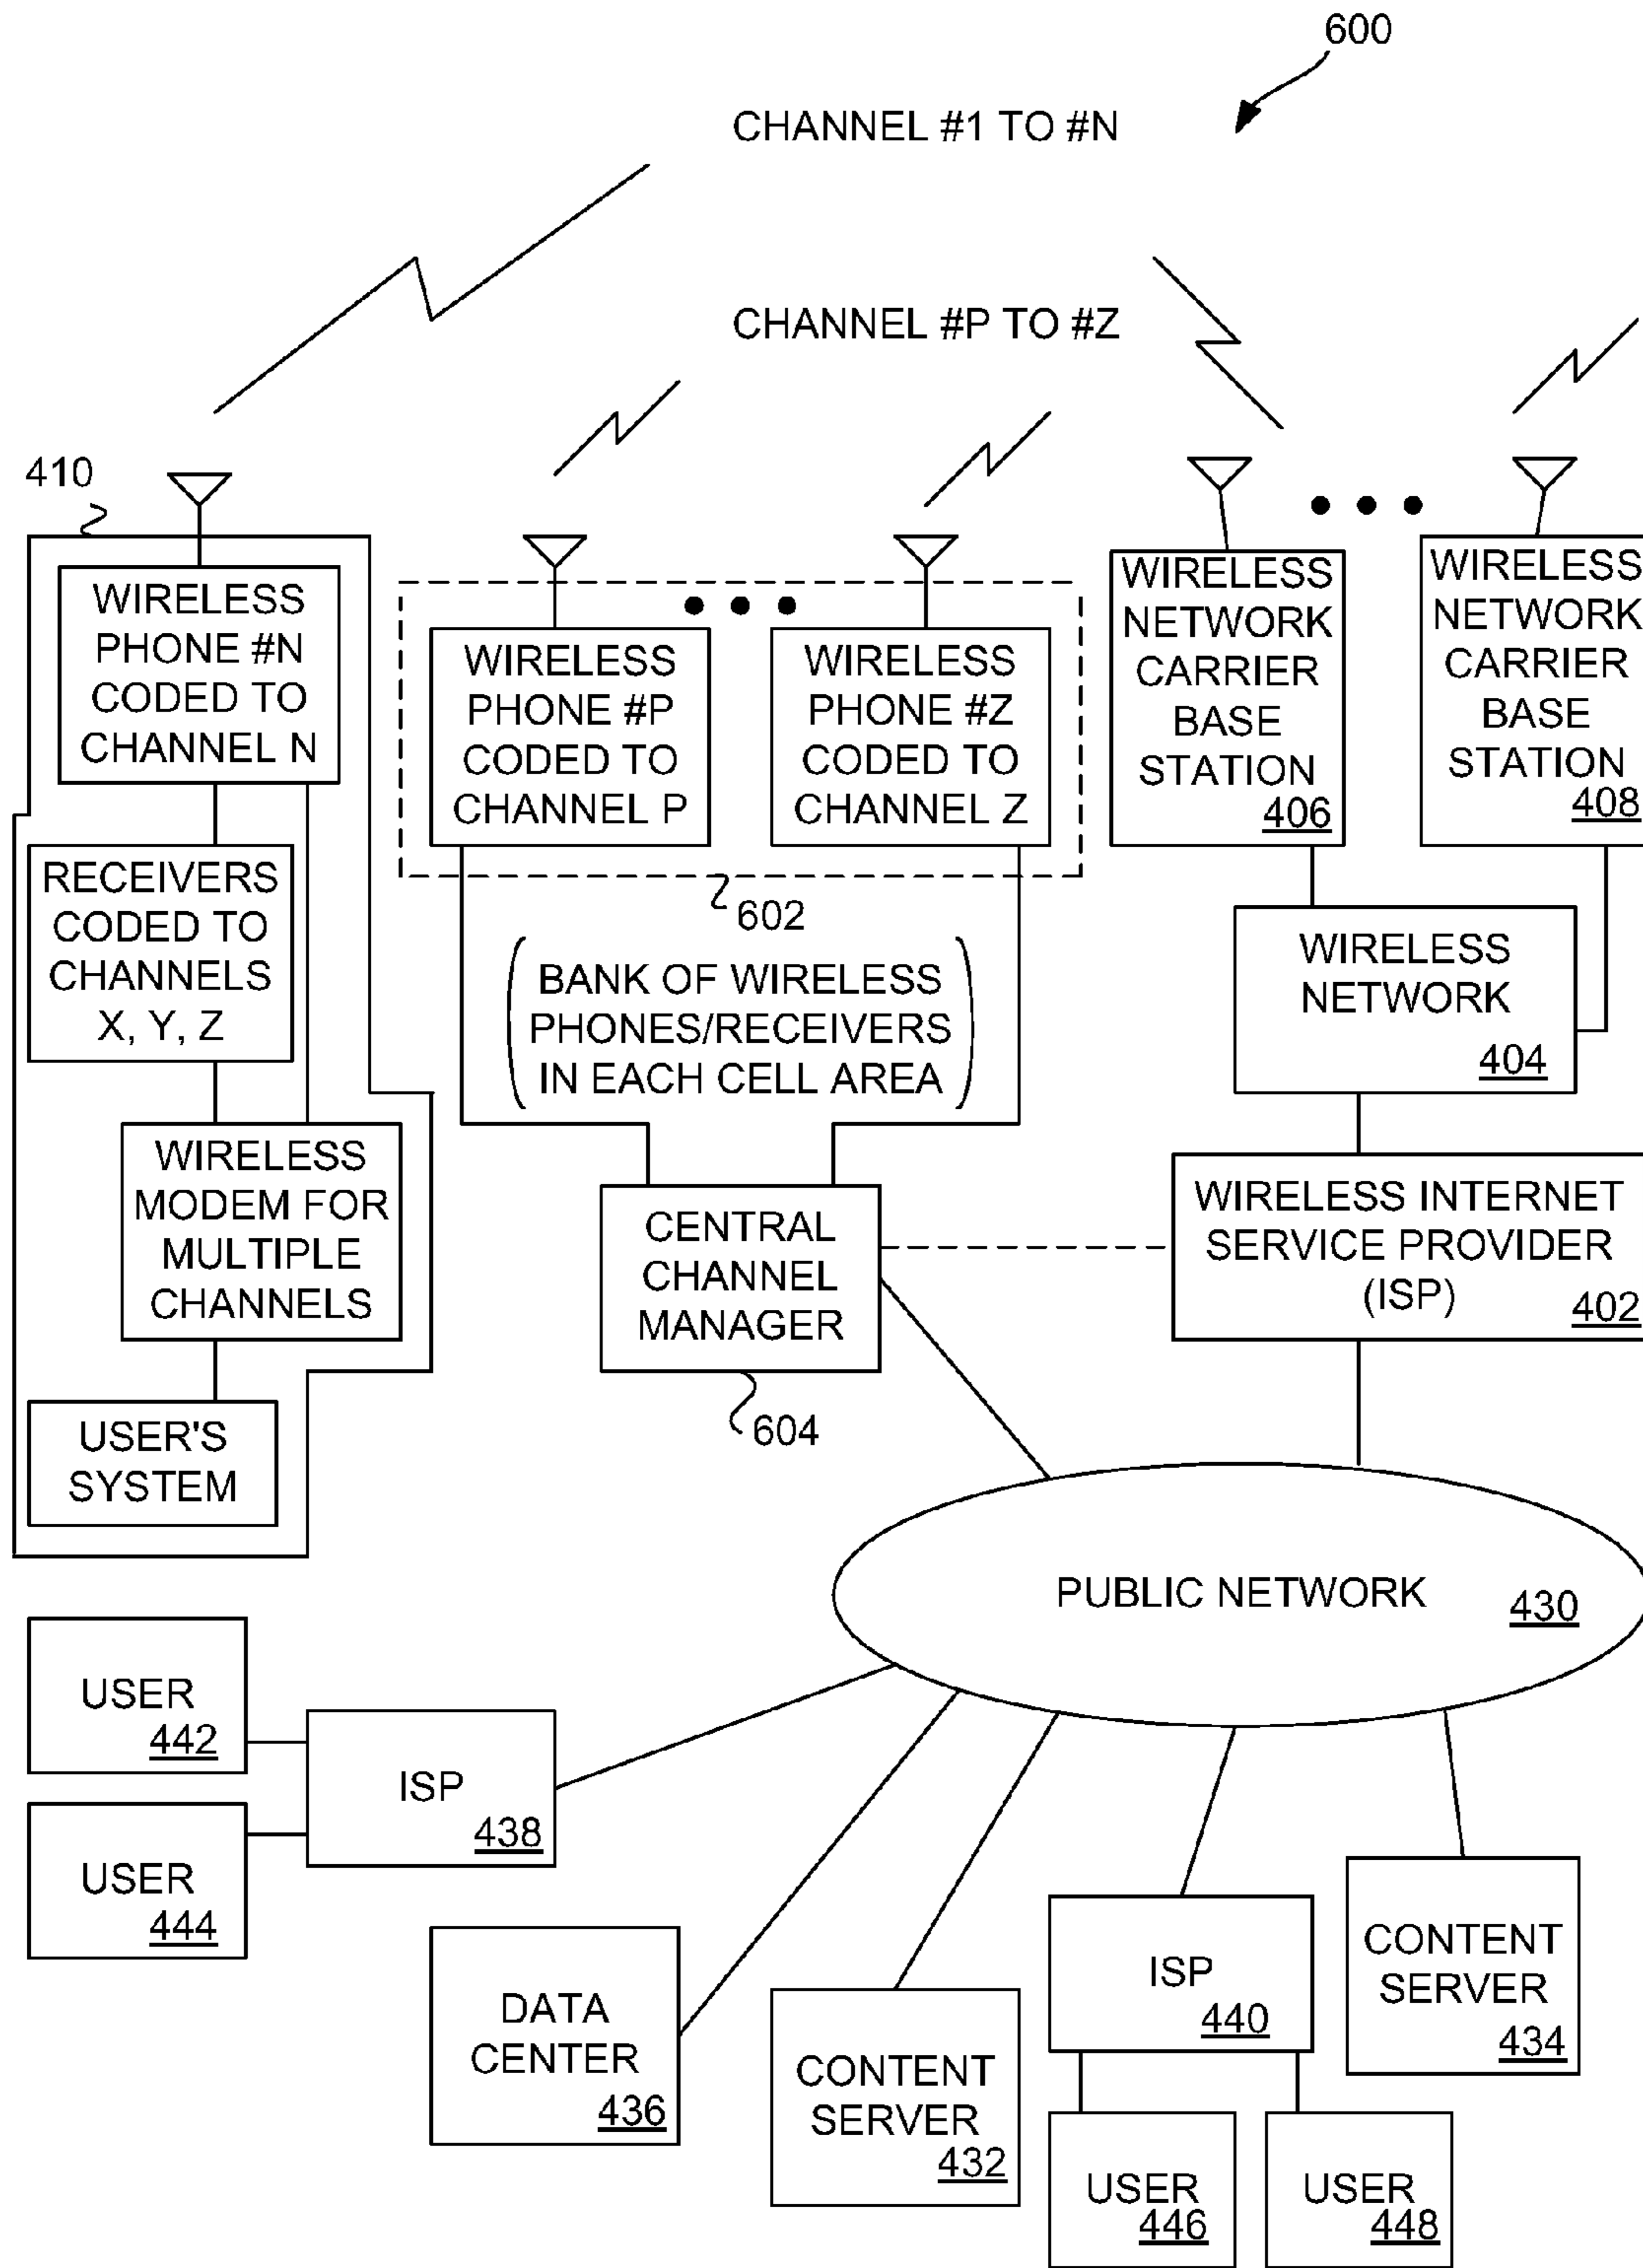 600
CHANNEL #1 TO #N
CHANNEL #P TO #Z
410
WIRELESS
PHONE #N
CODED TO
CHANNEL N
RECEIVERS
CODED TO
CHANNELS
X, Y, Z
WIRELESS
MODEM FOR
MULTIPLE
CHANNELS
USER'S
SYSTEM
WIRELESS
PHONE #P
CODED TO
CHANNEL P
WIRELESS
PHONE #Z
CODED TO
CHANNEL Z
602
BANK OF WIRELESS
PHONES/RECEIVERS
IN EACH CELL AREA
CENTRAL
CHANNEL
MANAGER
604
WIRELESS
NETWORK
CARRIER
BASE
STATION
406
WIRELESS
NETWORK
CARRIER
BASE
STATION
408
WIRELESS
NETWORK
404
WIRELESS INTERNET
SERVICE PROVIDER
(ISP)
402
PUBLIC NETWORK
430
USER
442
USER
444
ISP
438
DATA
CENTER
436
CONTENT
SERVER
432
ISP
440
USER
446
USER
448
CONTENT
SERVER
434